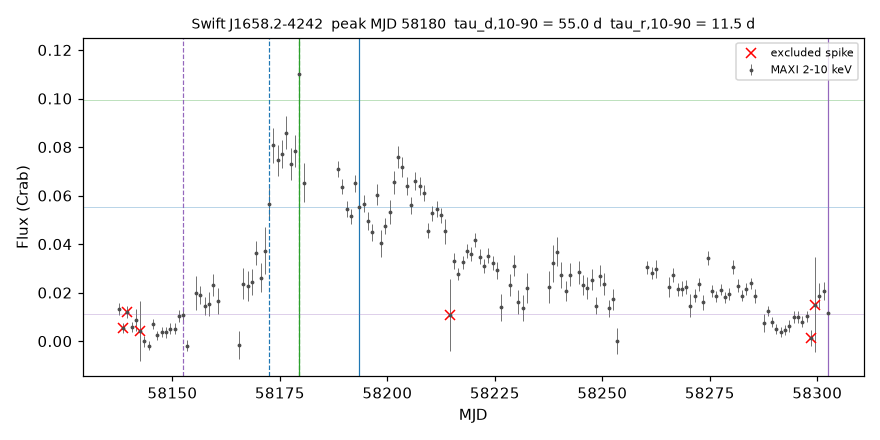 Swift J1658.2-4242  peak MJD 58180  tau_d,10-90 = 55.0 d  tau_r,10-90 = 11.5 d
excluded spike
MAXI 2-10 keV
Flux (Crab)
0.12
0.10
0.08
0.06
0.04
0.02
0.00
58150
58175
58200
58225
58250
58275
58300
MJD